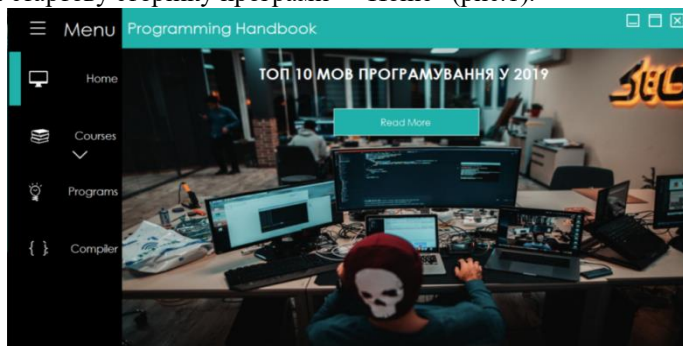 Menu
Programming Handbook
ТОП 10 МОВ ПРОГРАМУВАННЯ У 2019
Home
Read More
Courses
Programs
{ } Compiler